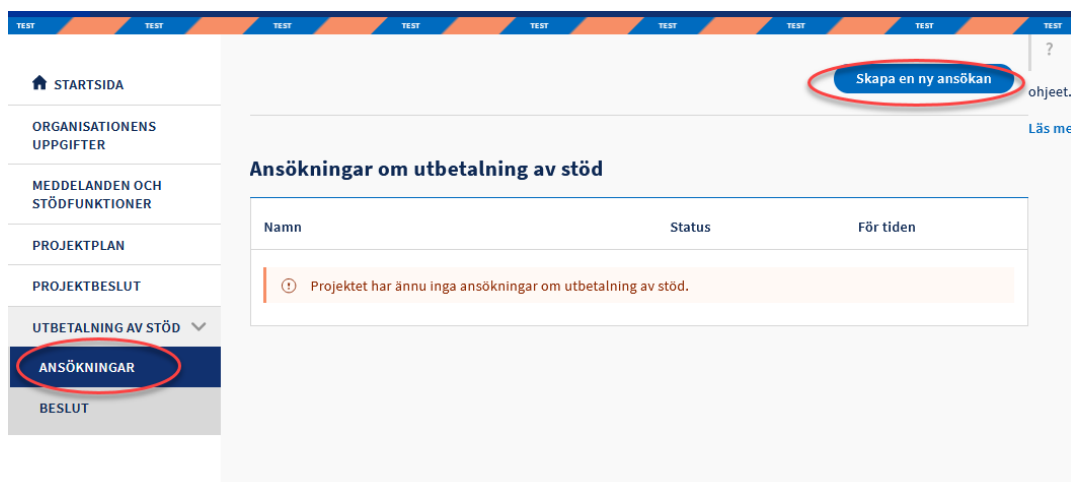 TEST TEST TEST TEST TEST TEST TEST TEST TEST
?
STARTSIDA
Skapa en ny ansökan
ohjeet.
Läs me
ORGANISATIONENS
UPPGIFTER
MEDDELANDEN OCH
STÖDFUNKTIONER
PROJEKTPLAN
PROJEKTBESLUT
UTBETALNING AV STÖD
ANSÖKNINGAR
BESLUT
Ansökningar om utbetalning av stöd
Namn Status För tiden
Projektet har ännu inga ansökningar om utbetalning av stöd.